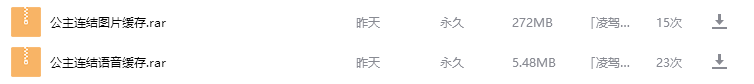 公主连结图片缓存.rar 昨天 永久 272MB 「凌驾... 15次
公主连结语音缓存.rar 昨天 永久 5.48MB 「凌驾... 23次